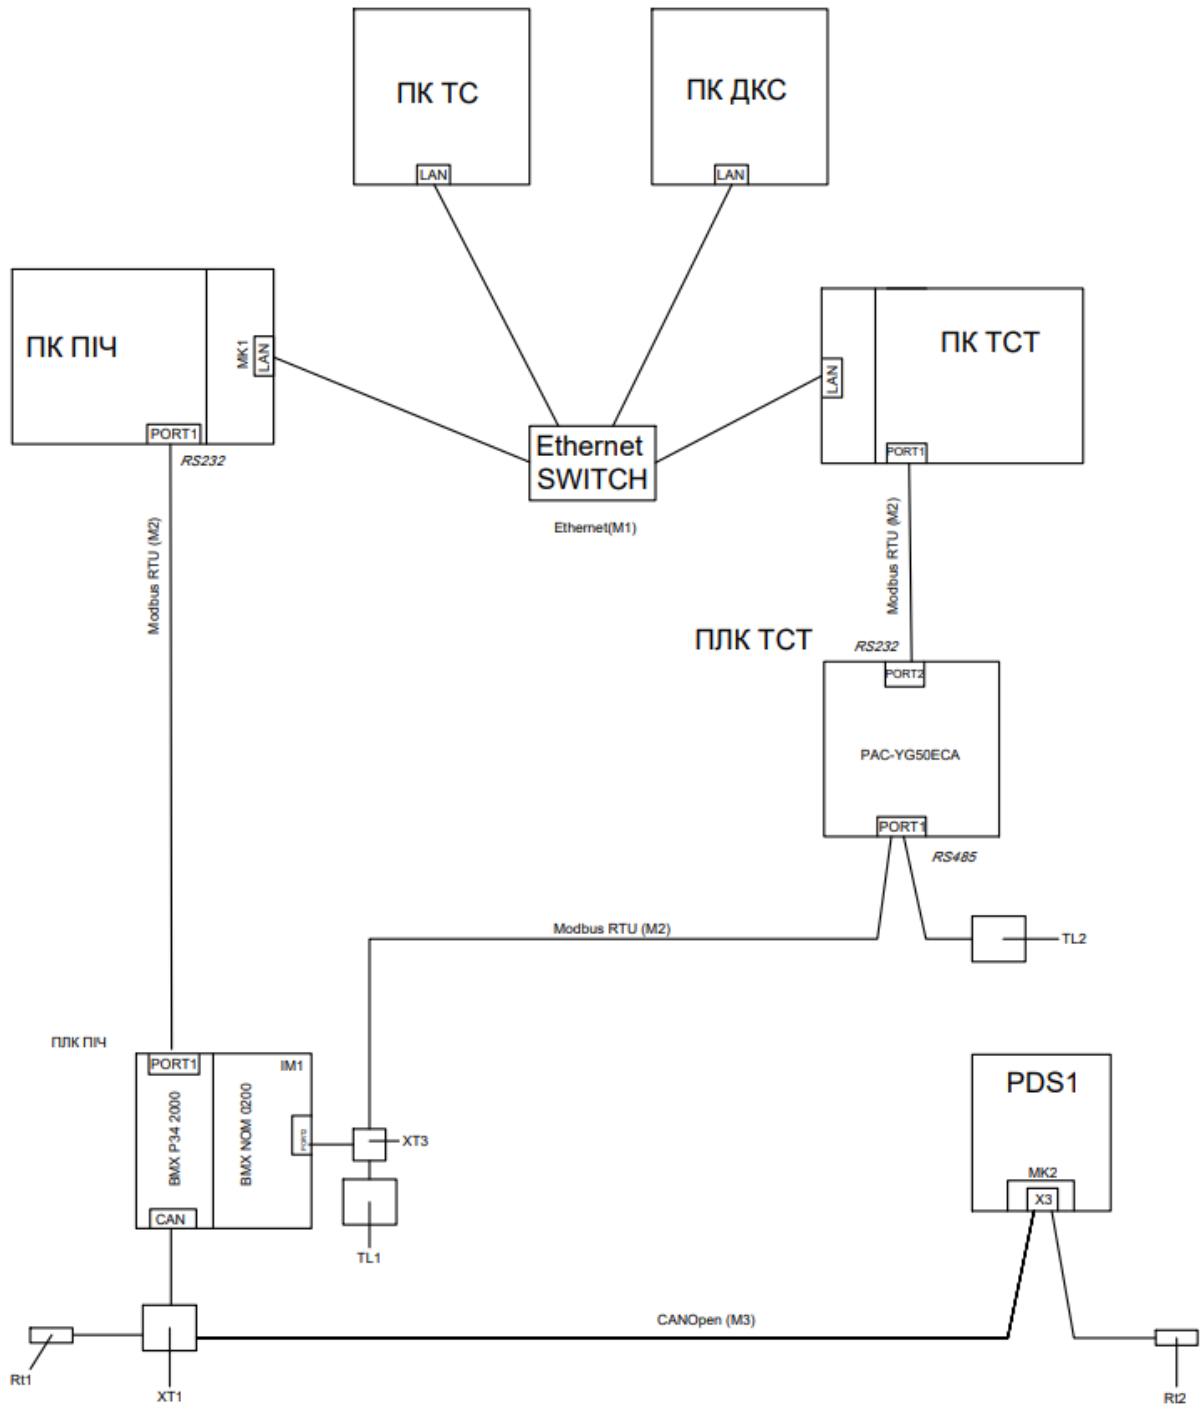 ПК ТС
ПК ДКС
LAN
LAN
ПК ПІЧ
MK1
LAN
PORT1
RS232
ПК ТСТ
LAN
PORT1
Ethernet
SWITCH
Ethernet(M1)
Modbus RTU (M2)
Modbus RTU (M2)
ПЛК ТСТ
RS232
PORT2
PAC-YG50ECA
PORT1
RS485
Modbus RTU (M2)
TL2
ПЛК ПІЧ
PORT1
IM1
BMX P34 2000
BMX NOM 0200
PORT2
CAN
XT3
TL1
PDS1
MK2
X3
CANOpen (M3)
Rt1
XT1
Rt2